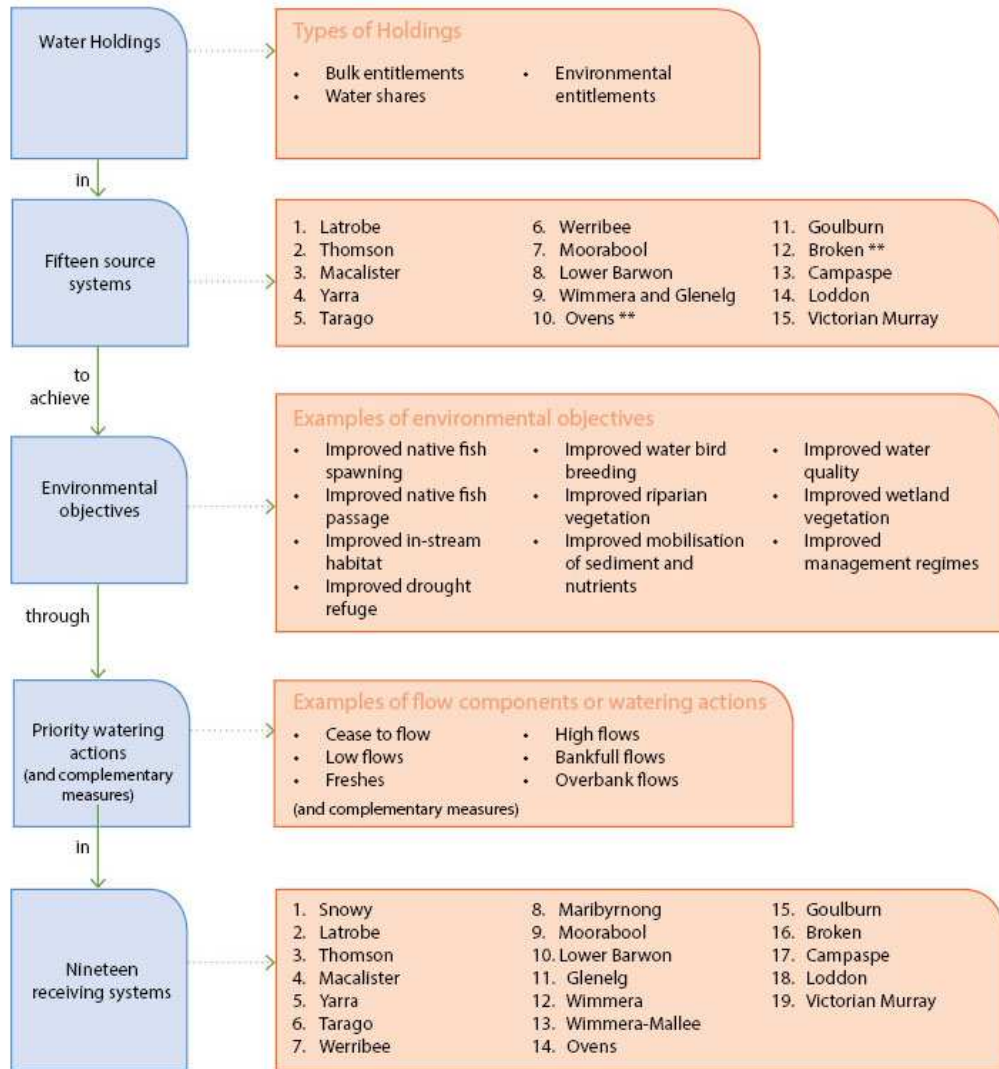 Water Holdings
Types of Holdings
• Bulk entitlements
• Water shares
• Environmental
entitlements
in
Fifteen source
systems
1. Latrobe
2. Thomson
3. Macalister
4. Yarra
5. Tarago
6. Werribee
7. Moorabool
8. Lower Barwon
9. Wimmera and Glenelg
10. Ovens **
11. Goulburn
12. Broken **
13. Campaspe
14. Loddon
15. Victorian Murray
to
achieve
Environmental
objectives
Examples of environmental objectives
• Improved native fish
spawning
• Improved native fish
passage
• Improved in-stream
habitat
• Improved drought
refuge
• Improved water bird
breeding
• Improved riparian
vegetation
• Improved mobilisation
of sediment and
nutrients
• Improved water
quality
• Improved wetland
vegetation
• Improved
management regimes
through
Priority watering
actions
(and complementary
measures)
Examples of flow components or watering actions
• Cease to flow
• Low flows
• Freshes
• High flows
• Bankfull flows
• Overbank flows
(and complementary measures)
in
Nineteen
receiving systems
1. Snowy
2. Latrobe
3. Thomson
4. Macalister
5. Yarra
6. Tarago
7. Werribee
8. Maribyrnong
9. Moorabool
10. Lower Barwon
11. Glenelg
12. Wimmera
13. Wimmera-Mallee
14. Ovens
15. Goulburn
16. Broken
17. Campaspe
18. Loddon
19. Victorian Murray